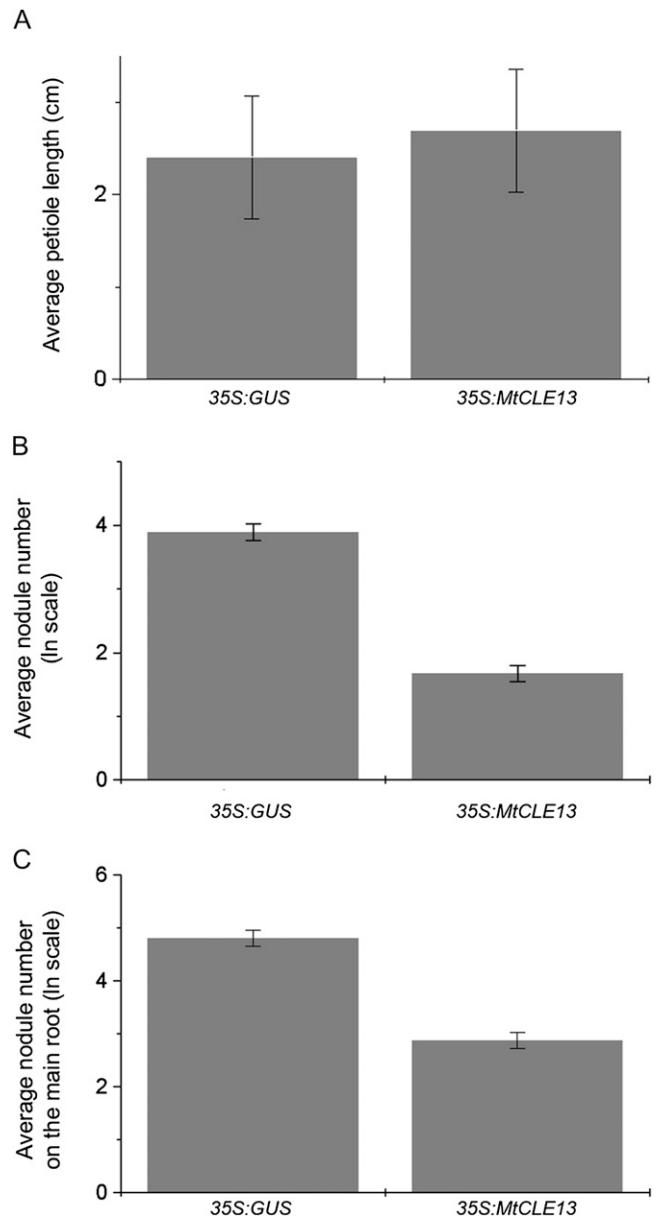 A
Average petiole length (cm)
2
0
35S:GUS 35S:MtCLE13
B
Average nodule number
(ln scale)
4
2
0
35S:GUS 35S:MtCLE13
C
Average nodule number
on the main root (ln scale)
6
4
2
0
35S:GUS 35S:MtCLE13